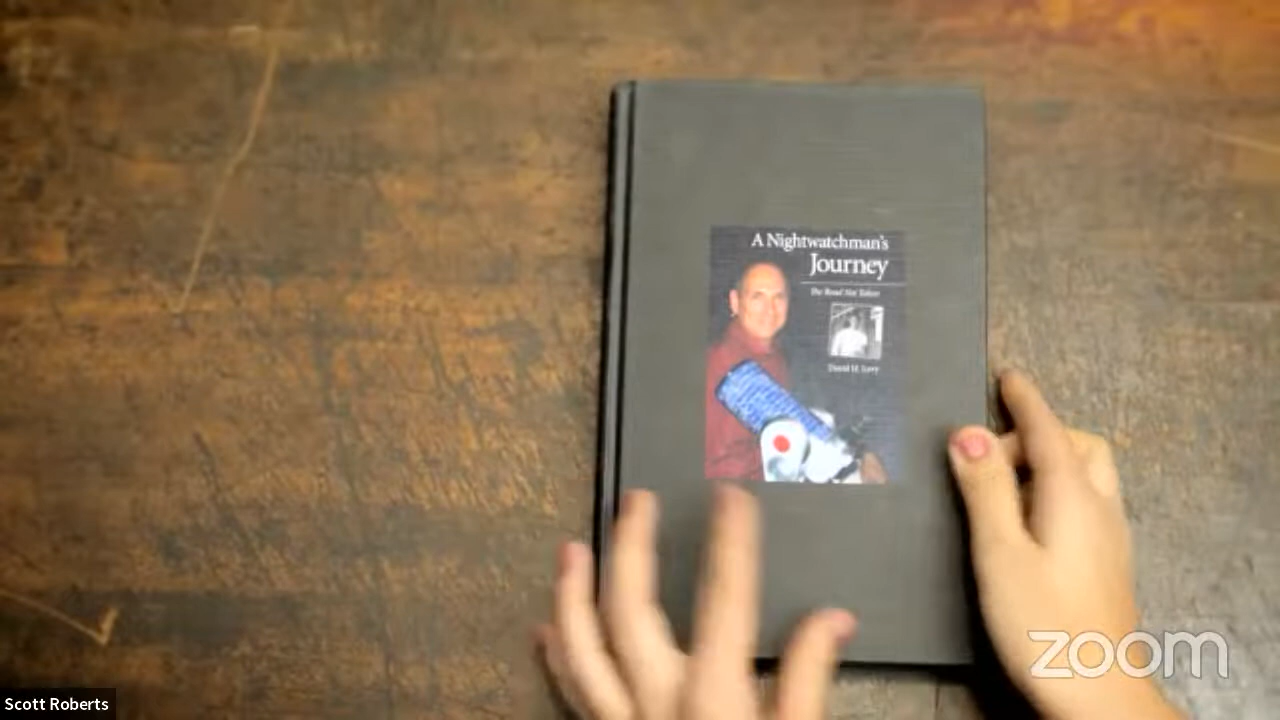 A Nightwatchman's
Journey
The Road Not Taken
David H. Levy
zoom
Scott Roberts